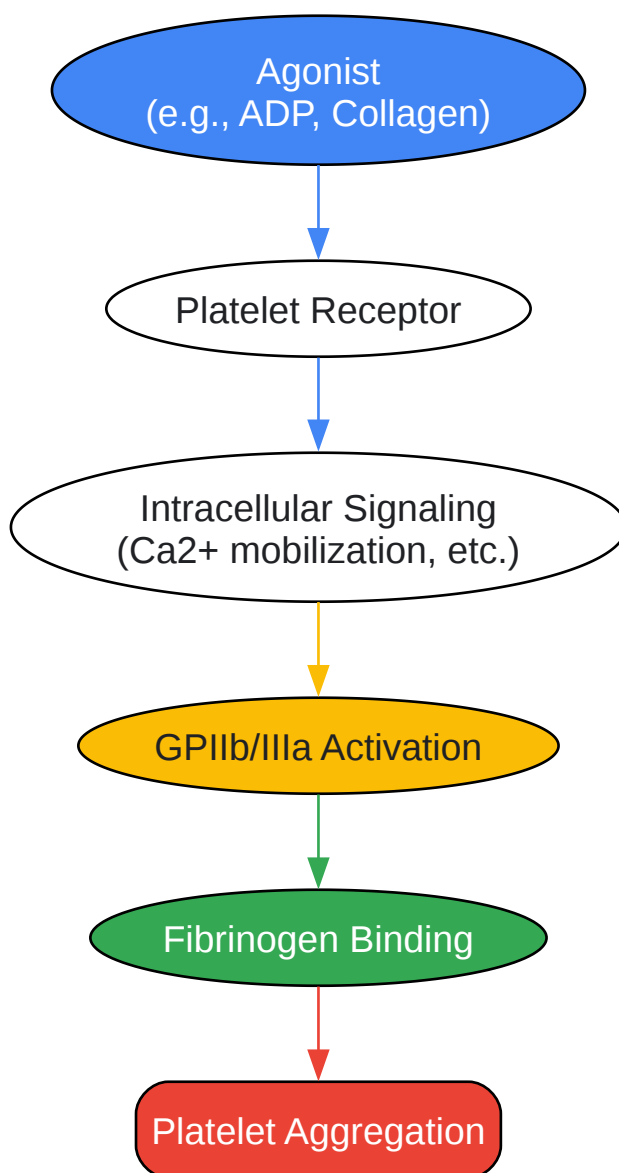 Agonist
(e.g., ADP, Collagen)
Platelet Receptor
Intracellular Signaling
(Ca2+ mobilization, etc.)
GPIIb/IIIa Activation
Fibrinogen Binding
Platelet Aggregation